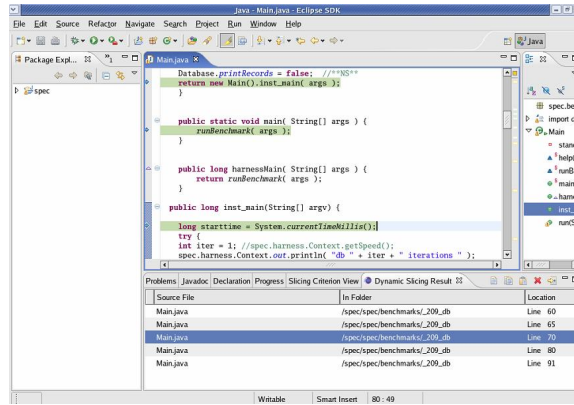 Java - Main.java - Eclipse SDK
File Edit Source Refactor Navigate Search Project Run Window Help
Java
Package Expl...
Main.java
spec
Database.printRecords = false; //**NS**
return new Main().inst_main( args );
}
public static void main( String[] args ) {
runBenchmark( args );
}
public long harnessMain( String[] args ) {
return runBenchmark( args );
}
public long inst_main(String[] argv) {
long starttime = System.currentTimeMillis();
try {
int iter = 1; //spec.harness.Context.getSpeed();
spec.harness.Context.out.println( "db " + iter + " iterations " );
spec.be
import d
Main
stan
help(
runB
main
harn
inst_
run(S
Problems Javadoc Declaration Progress Slicing Criterion View Dynamic Slicing Result
Source File In Folder Location
Main.java /spec/spec/benchmarks/_209_db Line 60
Main.java /spec/spec/benchmarks/_209_db Line 65
Main.java /spec/spec/benchmarks/_209_db Line 70
Main.java /spec/spec/benchmarks/_209_db Line 80
Main.java /spec/spec/benchmarks/_209_db Line 91
Writable Smart Insert 80 : 49